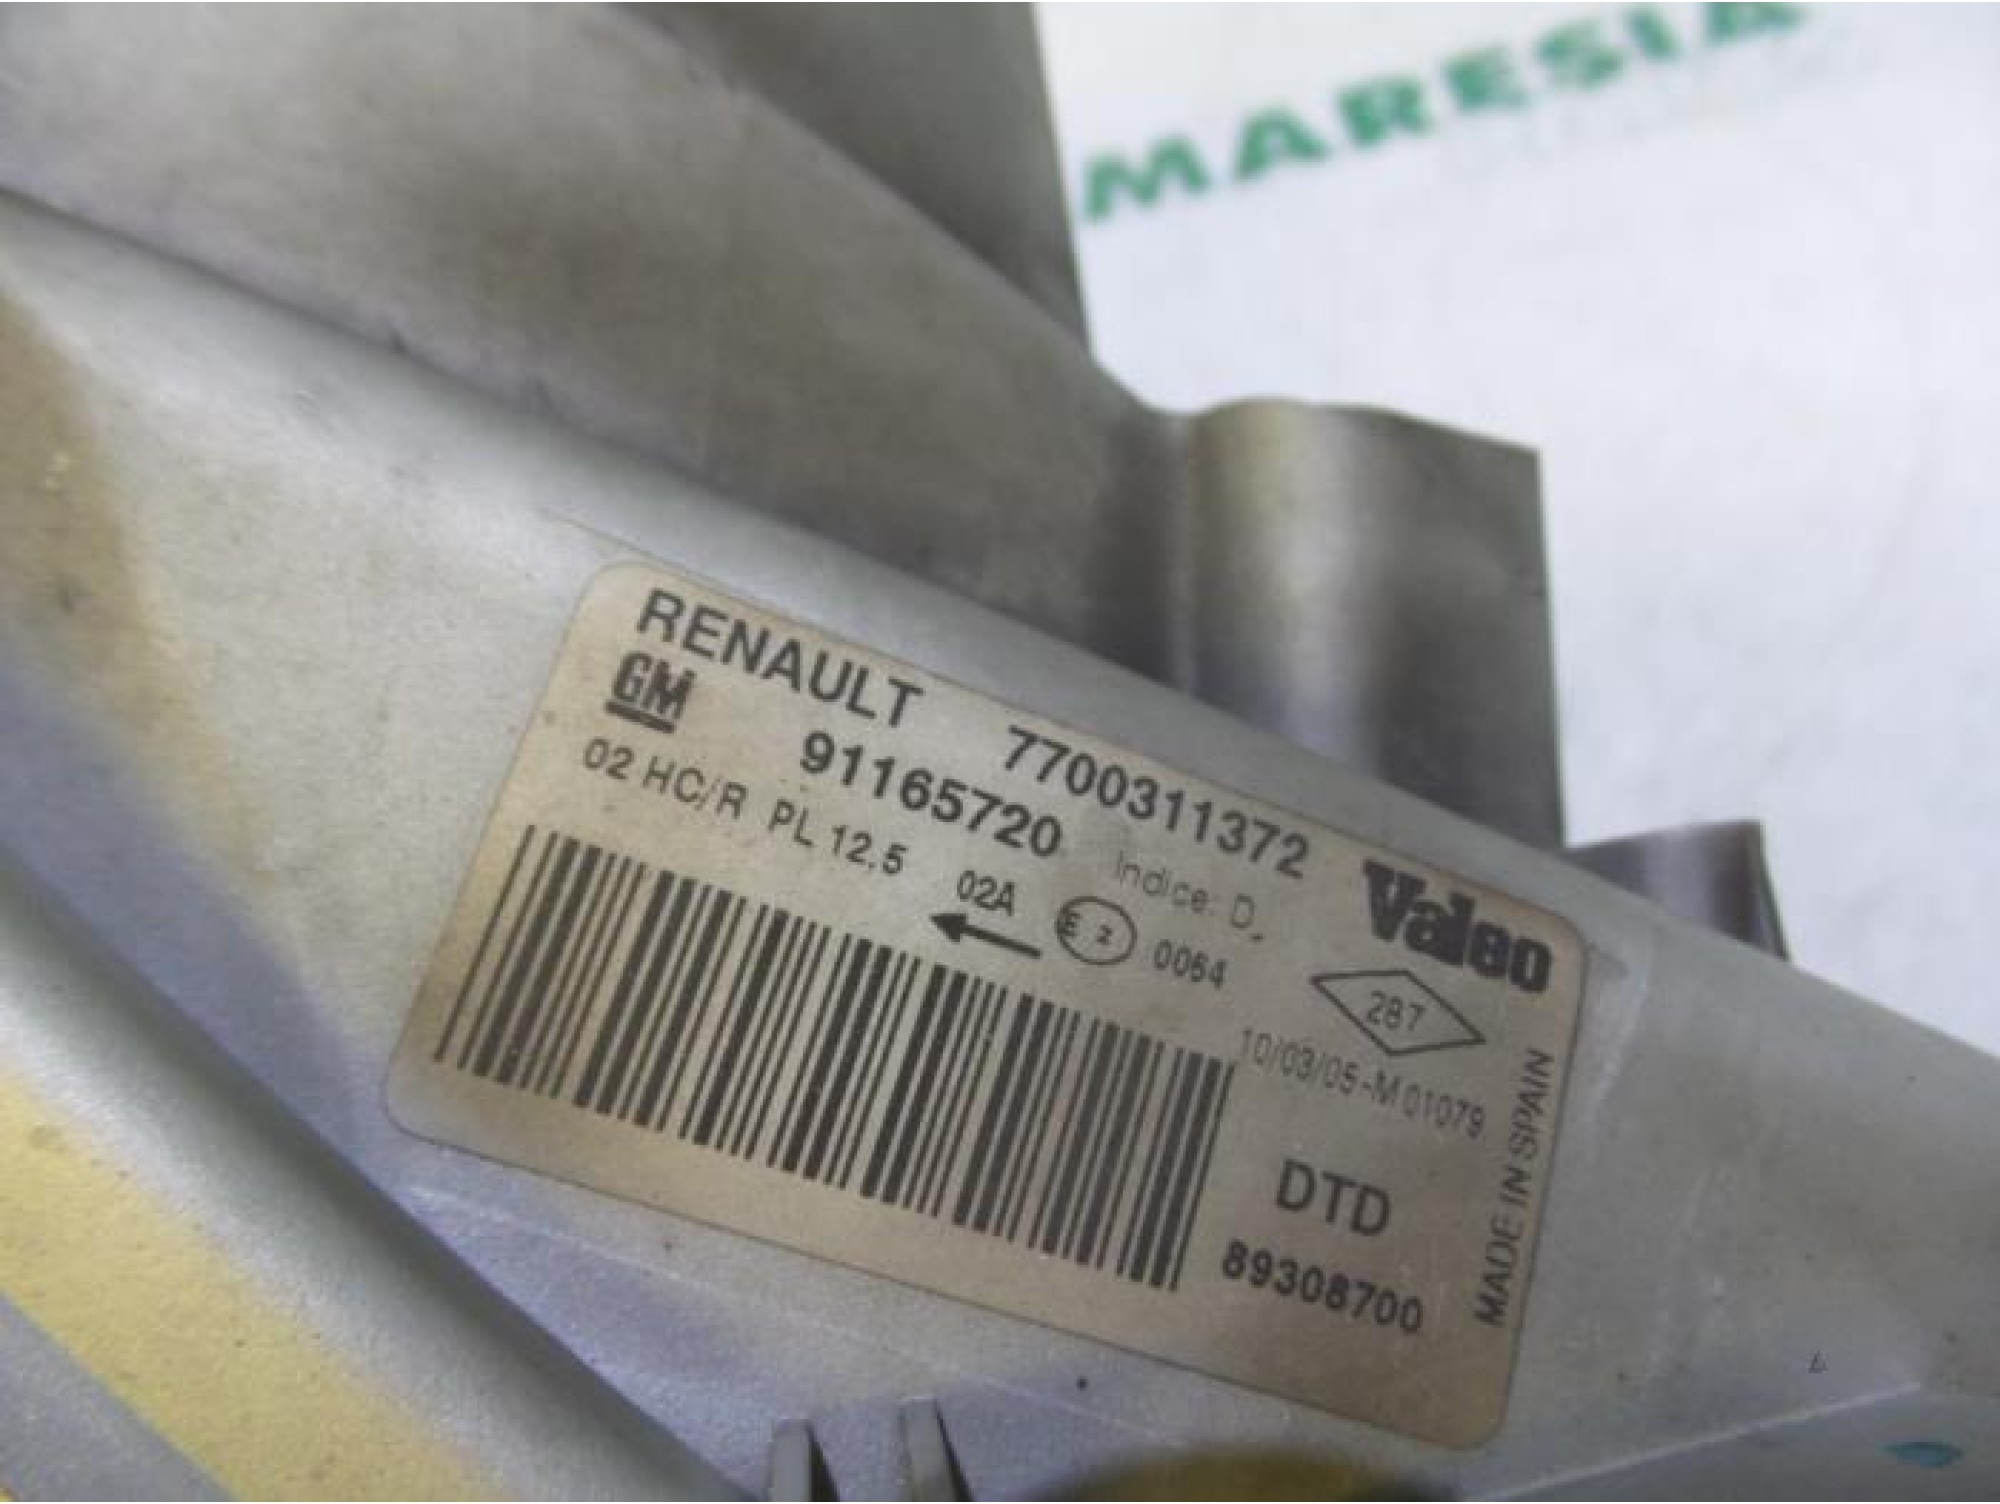 MARESIA
RENAULT 7700311372
GM 91165720 Indice: D
Valeo
02 HC/R PL 12,5 02A
E 2 0064
287
10/03/05-M 01079
DTD
89308700
MADE IN SPAIN